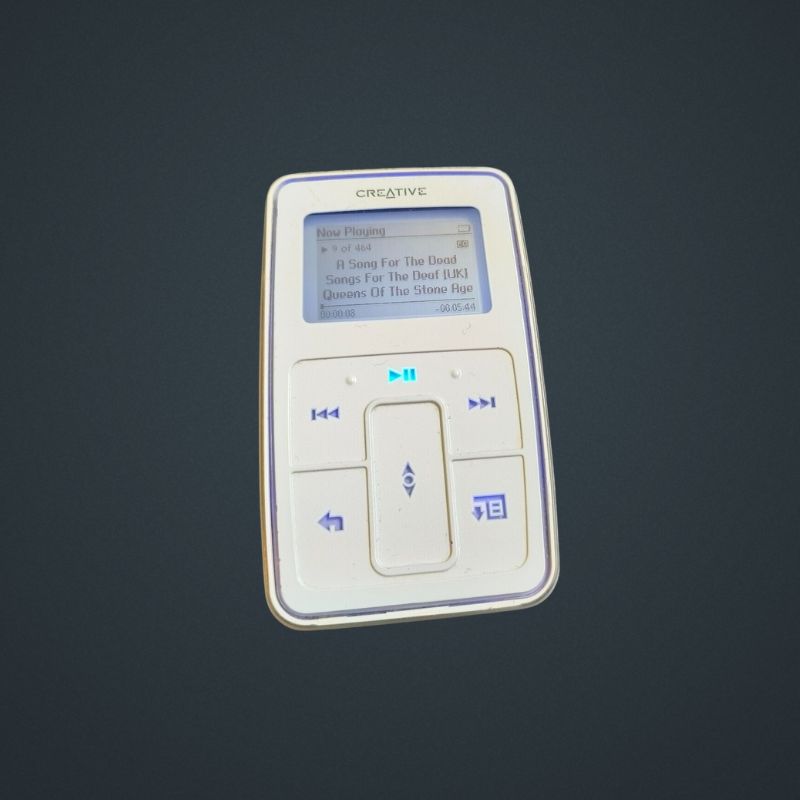 CREATIVE
Now Playing
9 of 464
A Song For The Dead
Songs For The Deaf [UK]
Queens Of The Stone Age
00:00:08 -00:05:44